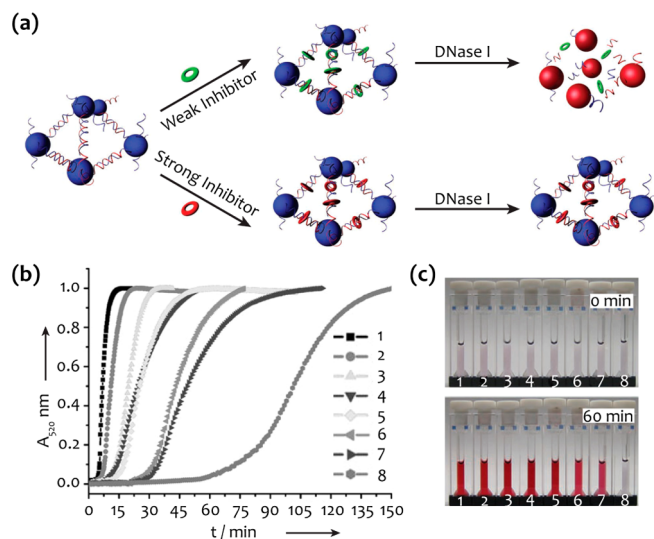 (a)
Weak Inhibitor
DNase I
Strong Inhibitor
DNase I
(b)
A520 nm
1.0
0.8
0.6
0.4
0.2
0.0
0 15 30 45 60 75 90 105 120 135 150
t / min
1
2
3
4
5
6
7
8
(c)
0 min
1 2 3 4 5 6 7 8
60 min
1 2 3 4 5 6 7 8